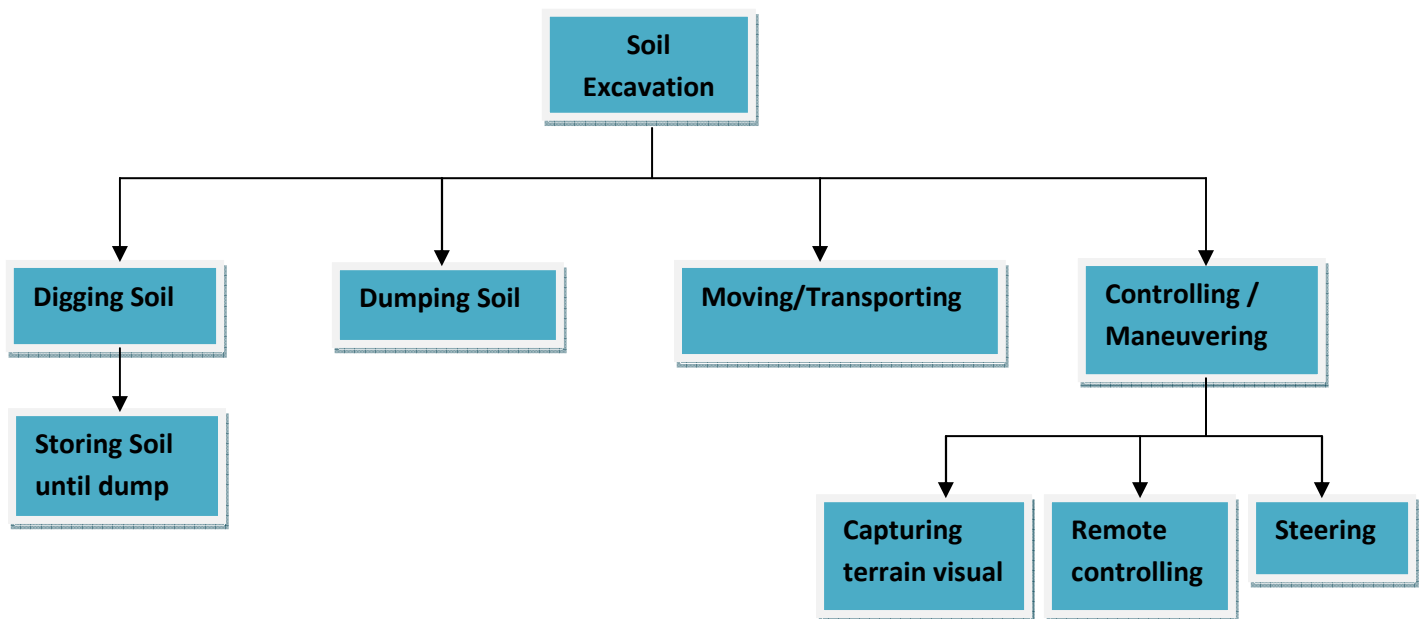 Soil
Excavation
Digging Soil
Dumping Soil
Moving/Transporting
Controlling /
Maneuvering
Storing Soil
until dump
Capturing
terrain visual
Remote
controlling
Steering